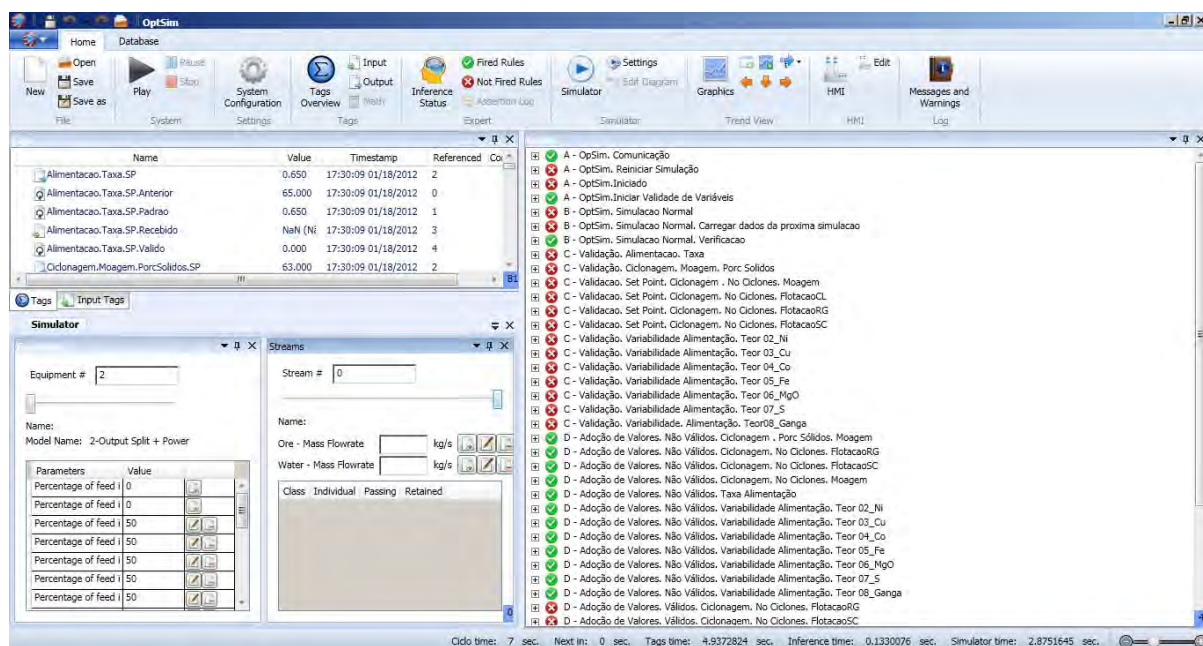 OptSim
Home Database
New
Open
Save
Save as
Play
Pause
Stop
System Configuration
Tags Overview
Input
Output
Math
Inference Status
Fired Rules
Not Fired Rules
Assertion Log
Simulator
Settings
Edit Diagram
Graphics
HMI
Edit
Messages and Warnings
File System Settings Tags Expert Simulator Trend View HMI Log
Name Value Timestamp Referenced
Alimentacao.Taxa.SP 0.650 17:30:09 01/18/2012 2
Alimentacao.Taxa.SP.Anterior 65.000 17:30:09 01/18/2012 0
Alimentacao.Taxa.SP.Padrao 0.650 17:30:09 01/18/2012 1
Alimentacao.Taxa.SP.Recebido NaN 17:30:09 01/18/2012 3
Alimentacao.Taxa.SP.Valido 0.000 17:30:09 01/18/2012 4
Ciclonagem.Moagem.PorcSolidos.SP 63.000 17:30:09 01/18/2012 2
Tags Input Tags
Simulator
Equipment # 2
Name:
Model Name: 2-Output Split + Power
Parameters Value
Percentage of feed i 0
Percentage of feed i 0
Percentage of feed i 50
Percentage of feed i 50
Percentage of feed i 50
Percentage of feed i 50
Percentage of feed i 50
Streams
Stream # 0
Name:
Ore - Mass Flowrate kg/s
Water - Mass Flowrate kg/s
Class Individual Passing Retained
0
A - OpSim. Comunicação
A - OptSim. Reiniciar Simulação
A - OptSim.Iniciado
A - OptSim.Iniciar Validade de Variáveis
B - OptSim. Simulacao Normal
B - OptSim. Simulacao Normal. Carregar dados da proxima simulacao
B - OptSim. Simulacao Normal. Verificacao
C - Validação. Alimentacao. Taxa
C - Validação. Ciclonagem. Moagem. Porc Solidos
C - Validacao. Set Point. Ciclonagem . No Ciclones. Moagem
C - Validacao. Set Point. Ciclonagem. No Ciclones. FlotacaoCL
C - Validacao. Set Point. Ciclonagem. No Ciclones. FlotacaoRG
C - Validacao. Set Point. Ciclonagem. No Ciclones. FlotacaoSC
C - Validação. Variabilidade Alimentação. Teor 02_Ni
C - Validação. Variabilidade Alimentação. Teor 03_Cu
C - Validação. Variabilidade Alimentação. Teor 04_Co
C - Validação. Variabilidade Alimentação. Teor 05_Fe
C - Validação. Variabilidade Alimentação. Teor 06_MgO
C - Validação. Variabilidade Alimentação. Teor 07_S
C - Validação. Variabilidade. Alimentação. Teor08_Ganga
D - Adoção de Valores. Não Válidos. Ciclonagem . Porc Sólidos. Moagem
D - Adoção de Valores. Não Válidos. Ciclonagem. No Ciclones. FlotacaoRG
D - Adoção de Valores. Não Válidos. Ciclonagem. No Ciclones. FlotacaoSC
D - Adoção de Valores. Não Válidos. Ciclonagem. No Ciclones. Moagem
D - Adoção de Valores. Não Válidos. Taxa Alimentação
D - Adoção de Valores. Não Válidos. Variabilidade Alimentação. Teor 02_Ni
D - Adoção de Valores. Não Válidos. Variabilidade Alimentação. Teor 03_Cu
D - Adoção de Valores. Não Válidos. Variabilidade Alimentação. Teor 04_Co
D - Adoção de Valores. Não Válidos. Variabilidade Alimentação. Teor 05_Fe
D - Adoção de Valores. Não Válidos. Variabilidade Alimentação. Teor 06_MgO
D - Adoção de Valores. Não Válidos. Variabilidade Alimentação. Teor 07_S
D - Adoção de Valores. Não Válidos. Variabilidade Alimentação. Teor 08_Ganga
D - Adoção de Valores. Válidos. Ciclonagem. No Ciclones. FlotacaoRG
D - Adoção de Valores. Válidos. Ciclonagem. No Ciclones. FlotacaoSC
Ciclo time: 7 sec. Next in: 0 sec. Tags time: 4.9372824 sec. Inference time: 0.1330076 sec. Simulator time: 2.8751645 sec.